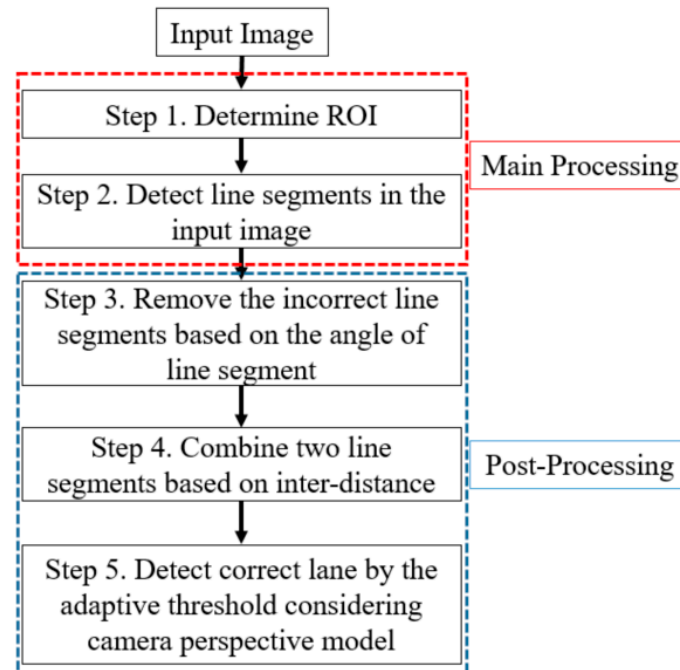 Input Image
Step 1. Determine ROI
Step 2. Detect line segments in the
input image
Main Processing
Step 3. Remove the incorrect line
segments based on the angle of
line segment
Step 4. Combine two line
segments based on inter-distance
Post-Processing
Step 5. Detect correct lane by the
adaptive threshold considering
camera perspective model